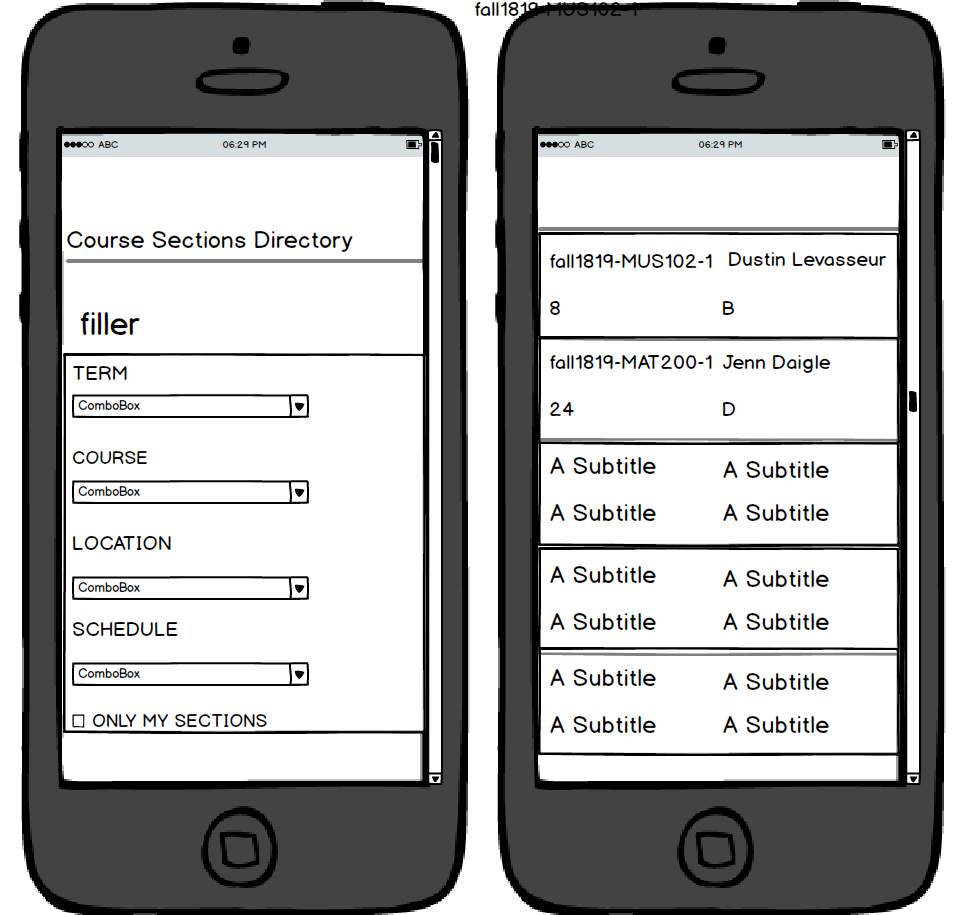 fall1819-MUS102-1
ABC 06:29 PM
Course Sections Directory
filler
TERM
ComboBox
COURSE
ComboBox
LOCATION
ComboBox
SCHEDULE
ComboBox
ONLY MY SECTIONS
ABC 06:29 PM
fall1819-MUS102-1 Dustin Levasseur
8 B
fall1819-MAT200-1 Jenn Daigle
24 D
A Subtitle A Subtitle
A Subtitle A Subtitle
A Subtitle A Subtitle
A Subtitle A Subtitle
A Subtitle A Subtitle
A Subtitle A Subtitle